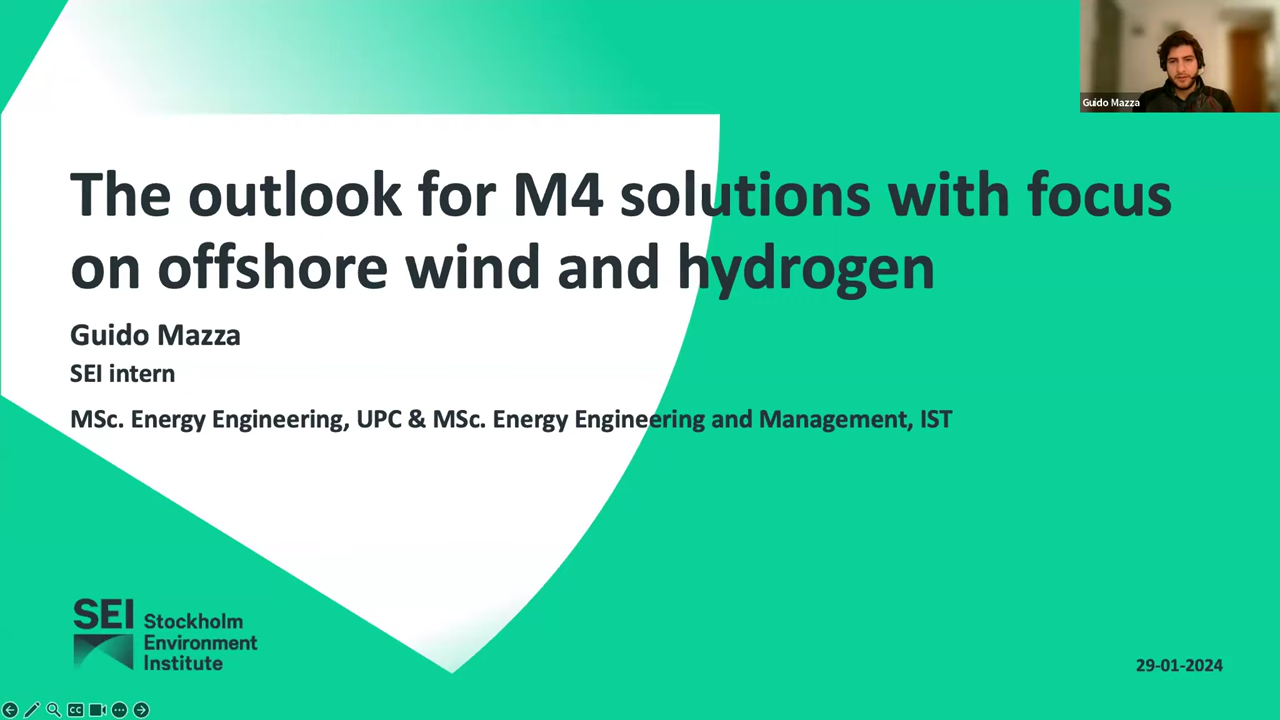 Guido Mazza
The outlook for M4 solutions with focus
on offshore wind and hydrogen
Guido Mazza
SEI intern
MSc. Energy Engineering, UPC & MSc. Energy Engineering and Management, IST
SEI Stockholm
Environment
Institute
29-01-2024
CC